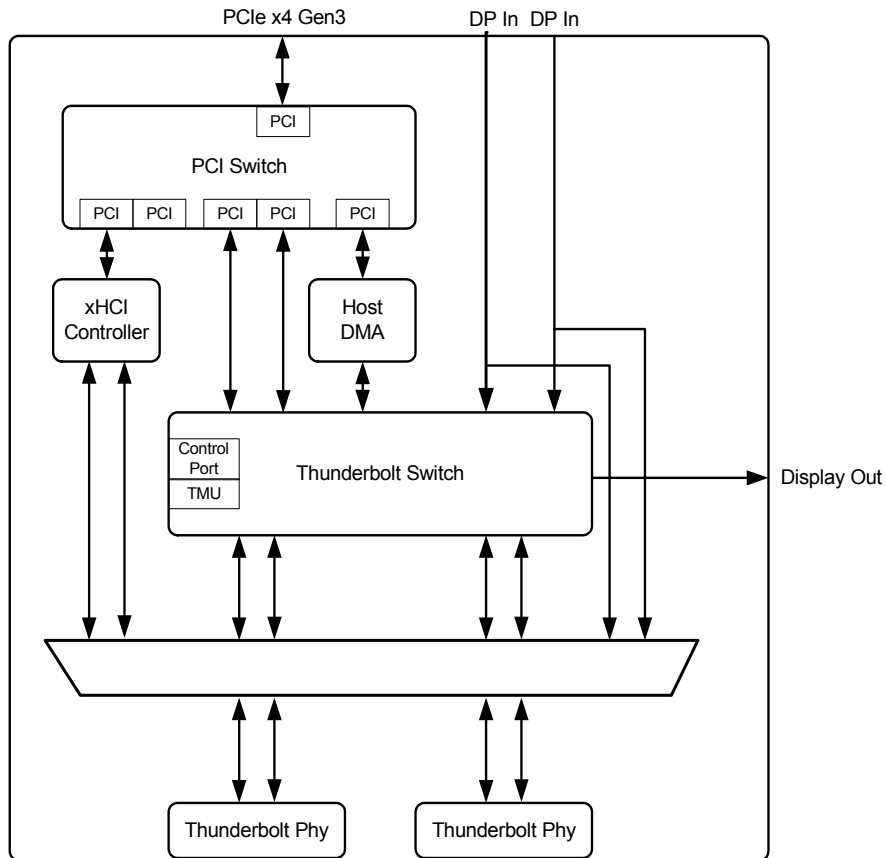 PCIe x4 Gen3
DP In DP In
PCI
PCI Switch
PCI PCI PCI PCI PCI
xHCI
Controller
Host
DMA
Control
Port
TMU
Thunderbolt Switch
Display Out
Thunderbolt Phy
Thunderbolt Phy